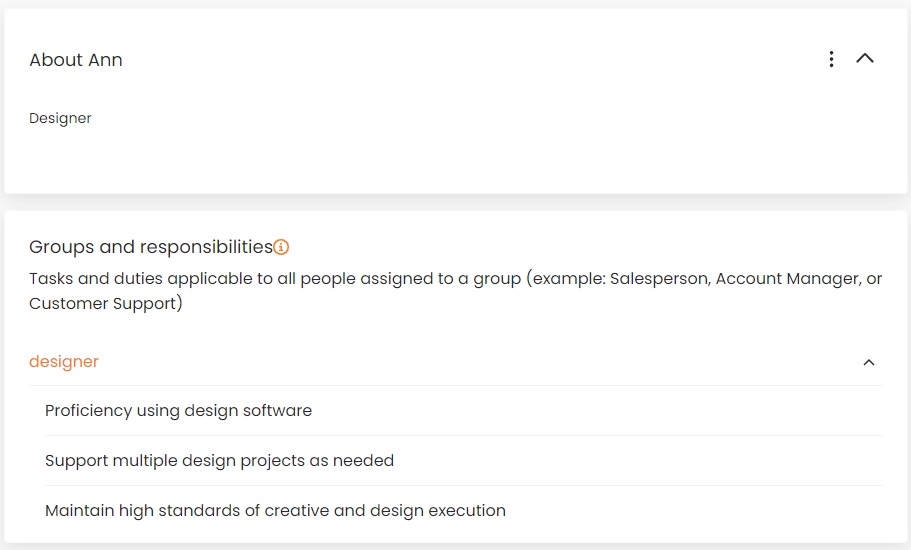 About Ann
Designer
Groups and responsibilities
Tasks and duties applicable to all people assigned to a group (example: Salesperson, Account Manager, or
Customer Support)
designer
Proficiency using design software
Support multiple design projects as needed
Maintain high standards of creative and design execution